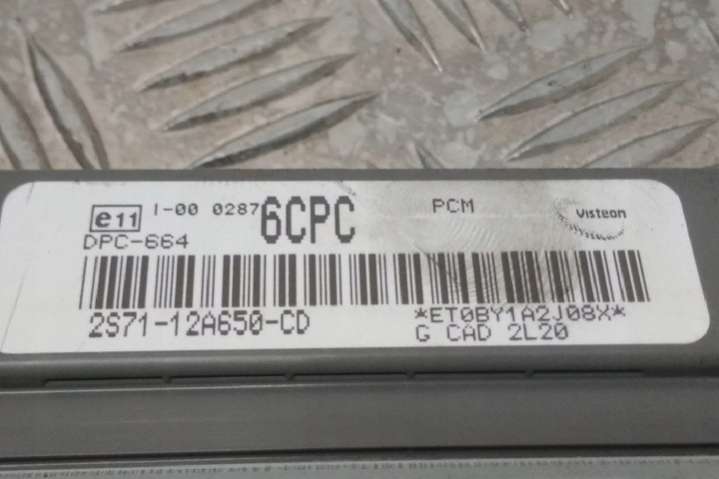 e11 I-00 0287 6CPC PCM Visteon
DPC-664
2S71-12A650-CD *ET0BY1A2J08X*
G CAD 2L20